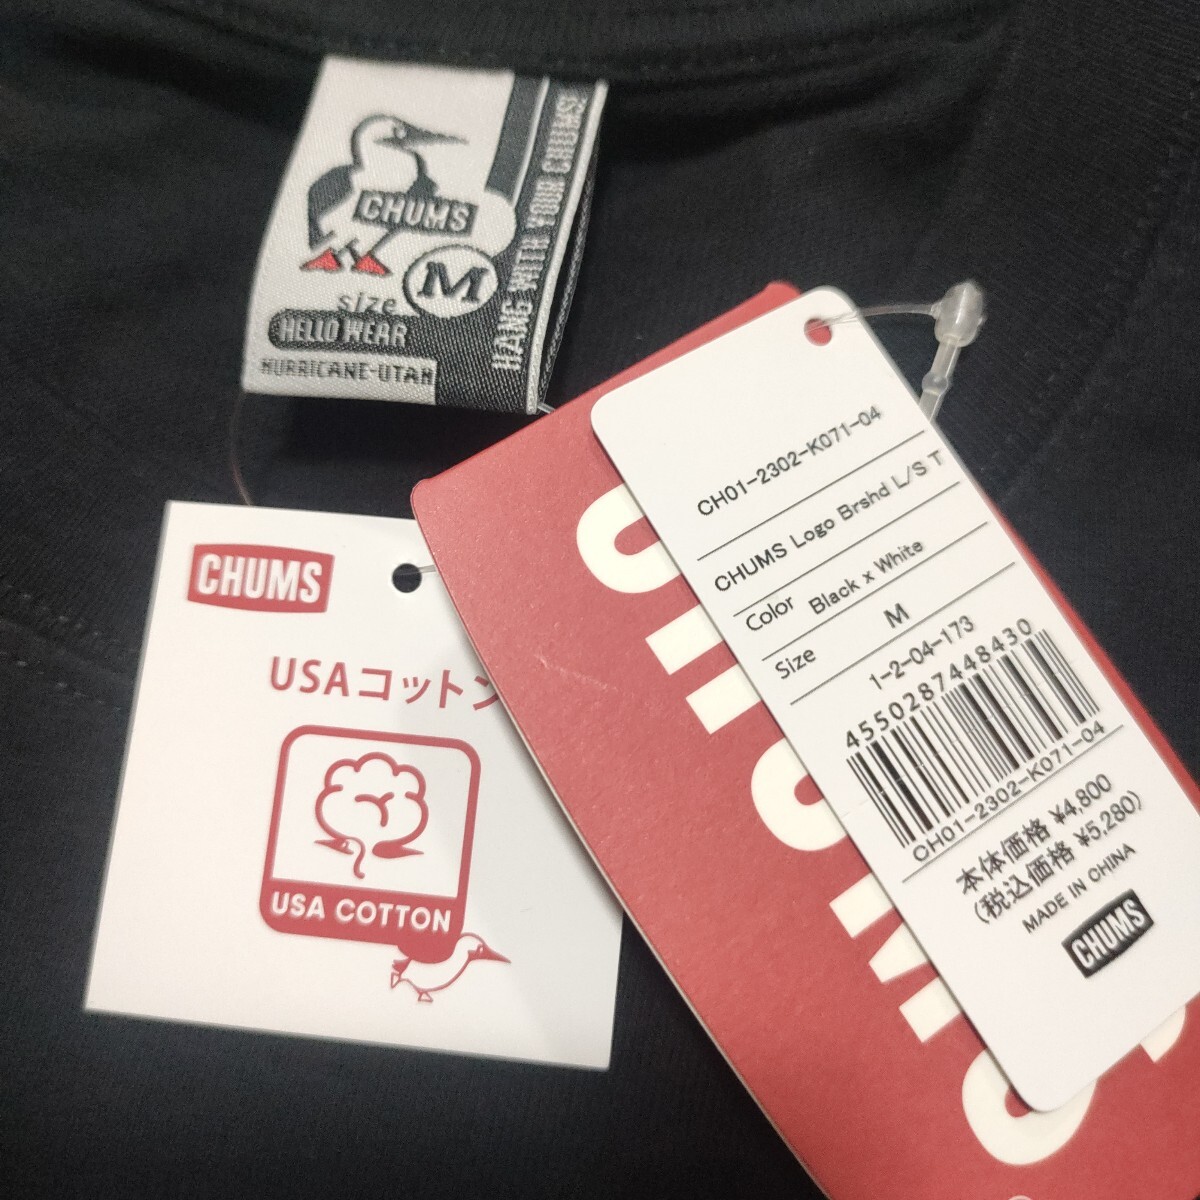 CHUMS
M
size
HELLO WEAR
HURRICANE-UTAH
HANG WITH YOUR CHUMS!
CHUMS
USAコットン
USA COTTON
CH01-2302-K071-04
CHUMS Logo Brshd L/S T
Color Black x White
Size M
1-2-04-173
4550287448430
CH01-2302-K071-04
本体価格 ¥4,800
(税込価格 ¥5,280)
MADE IN CHINA
CHUMS